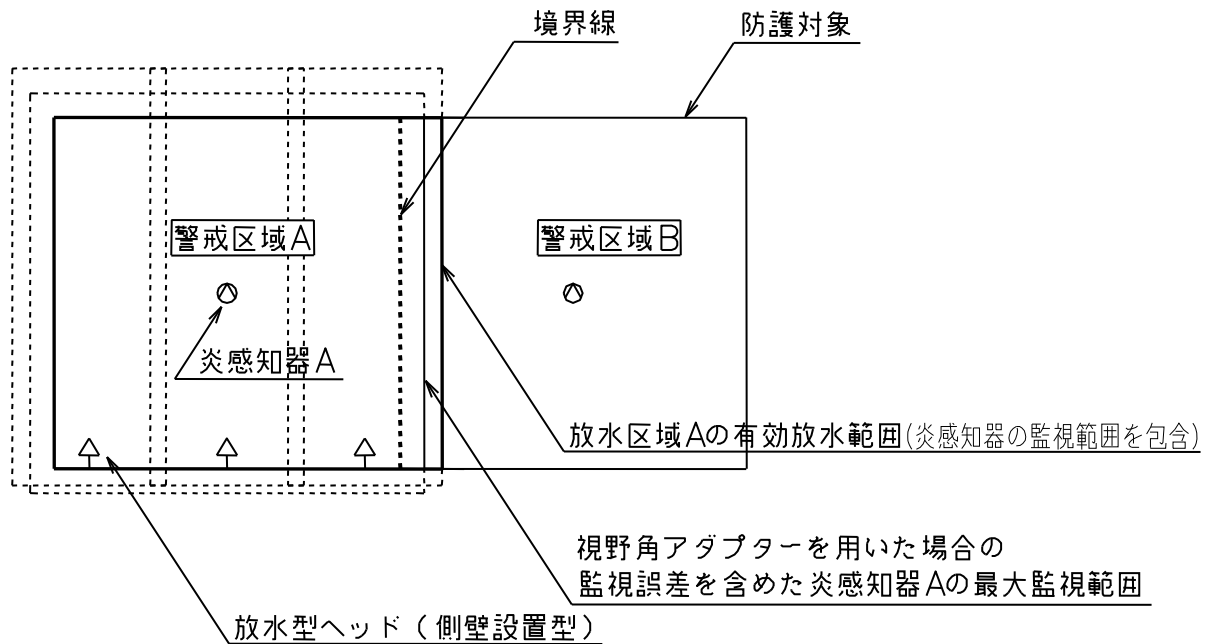 境界線
防護対象
警戒区域A
警戒区域B
炎感知器A
放水区域Aの有効放水範囲(炎感知器の監視範囲を包含)
視野角アダプターを用いた場合の
監視誤差を含めた炎感知器Aの最大監視範囲
放水型ヘッド(側壁設置型)